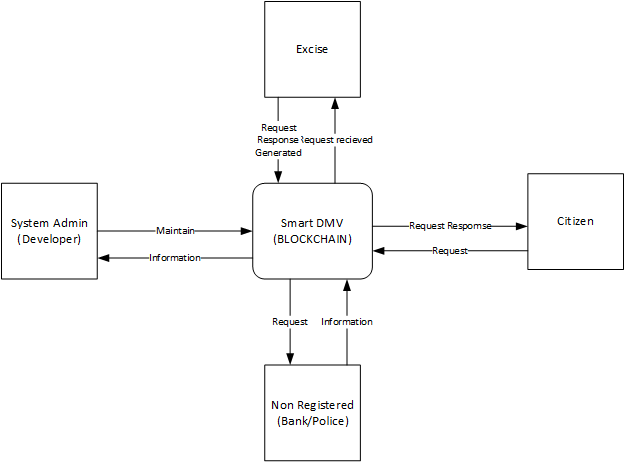 Excise
Request
Response
Generated
Request recieved
System Admin
(Developer)
Maintain
Information
Smart DMV
(BLOCKCHAIN)
Request Respomse
Request
Citizen
Request
Information
Non Registered
(Bank/Police)